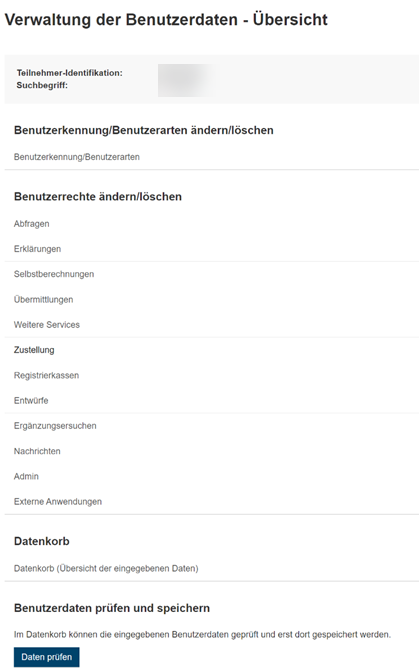 Verwaltung der Benutzerdaten - Übersicht
Teilnehmer-Identifikation:
Suchbegriff:
Benutzerkennung/Benutzerarten ändern/löschen
Benutzerkennung/Benutzerarten
Benutzerrechte ändern/löschen
Abfragen
Erklärungen
Selbstberechnungen
Übermittlungen
Weitere Services
Zustellung
Registrierkassen
Entwürfe
Ergänzungsersuchen
Nachrichten
Admin
Externe Anwendungen
Datenkorb
Datenkorb (Übersicht der eingegebenen Daten)
Benutzerdaten prüfen und speichern
Im Datenkorb können die eingegebenen Benutzerdaten geprüft und erst dort gespeichert werden.
Daten prüfen